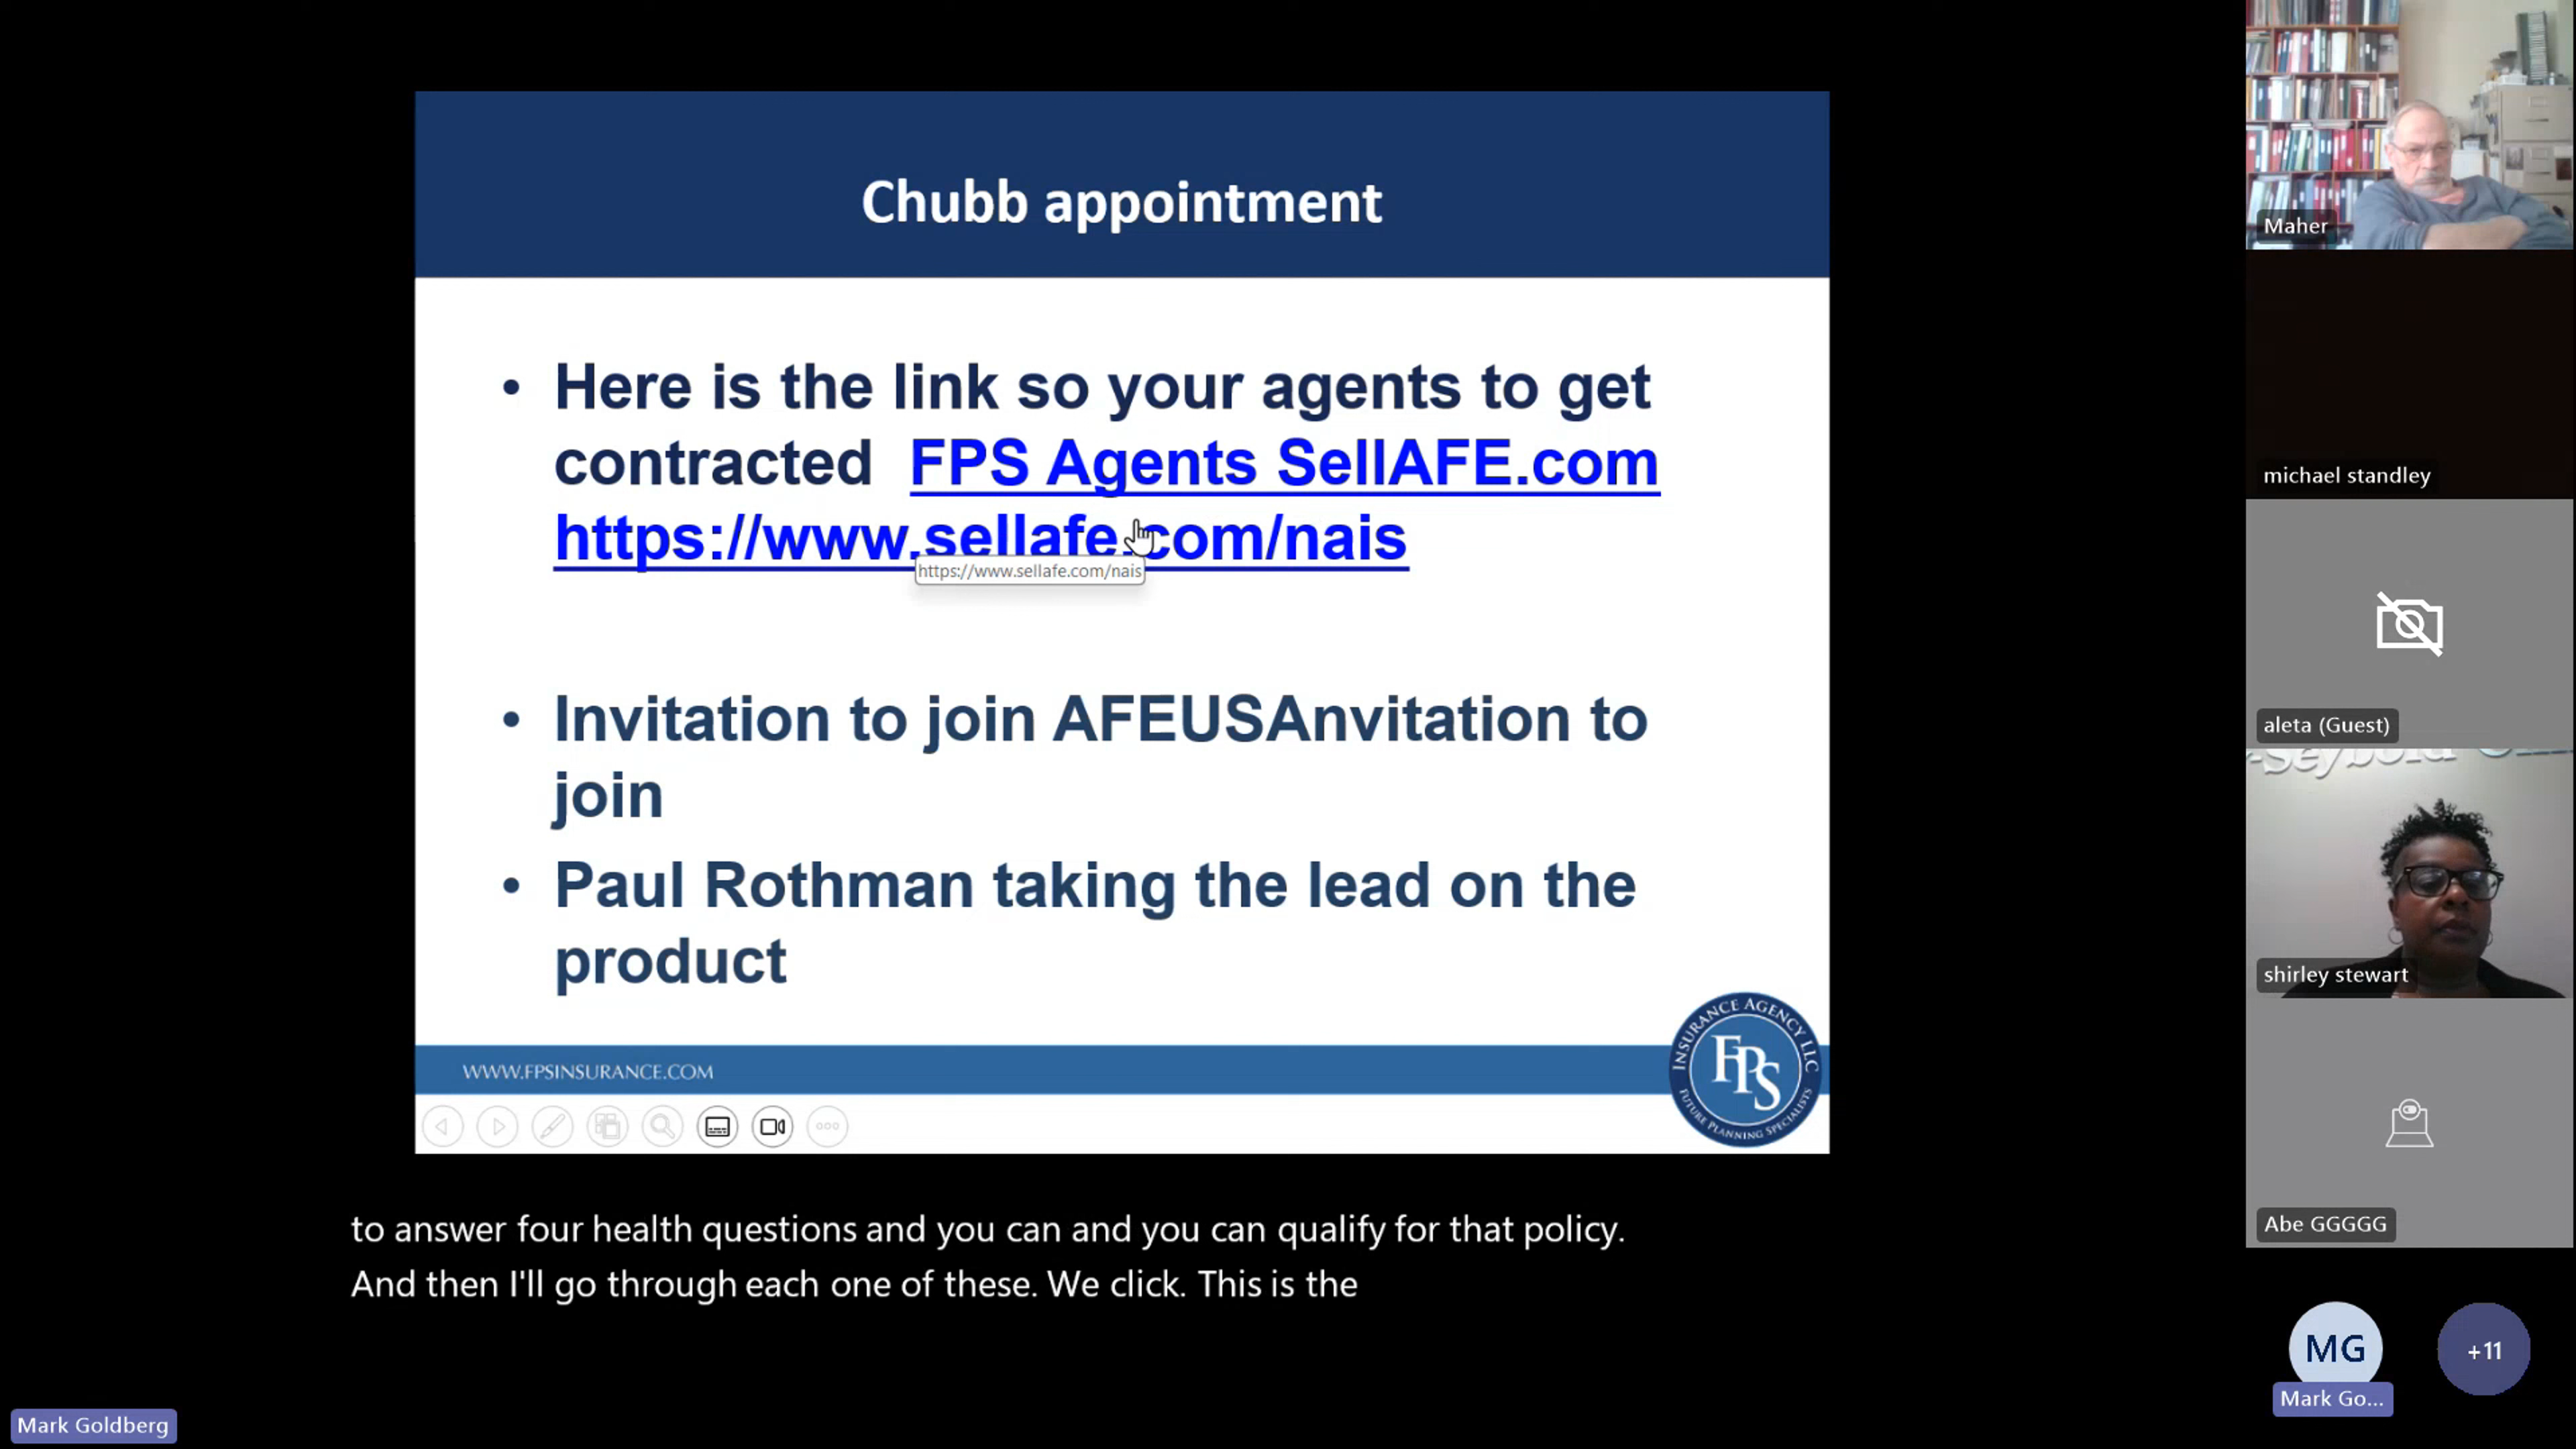 Chubb appointment
• Here is the link so your agents to get
contracted FPS Agents SellAFE.com
https://www.sellafe.com/nais
https://www.sellafe.com/nais
• Invitation to join AFEUSAnvitation to
join
• Paul Rothman taking the lead on the
product
WWW.FPSINSURANCE.COM
INSURANCE AGENCY LLC
FPS
FUTURE PLANNING SPECIALISTS
to answer four health questions and you can and you can qualify for that policy.
And then I'll go through each one of these. We click. This is the
Mark Goldberg
Maher
michael standley
aleta (Guest)
-Seybold
shirley stewart
Abe GGGGG
MG
+11
Mark Go...